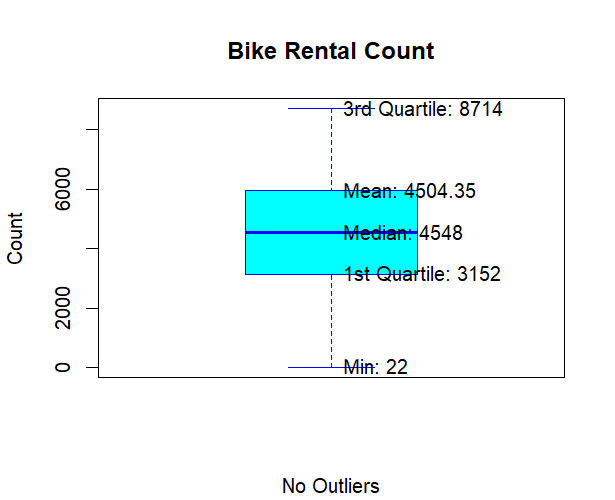 Bike Rental Count
3rd Quartile: 8714
Mean: 4504.35
Median: 4548
1st Quartile: 3152
Min: 22
Count
6000
2000
0
No Outliers